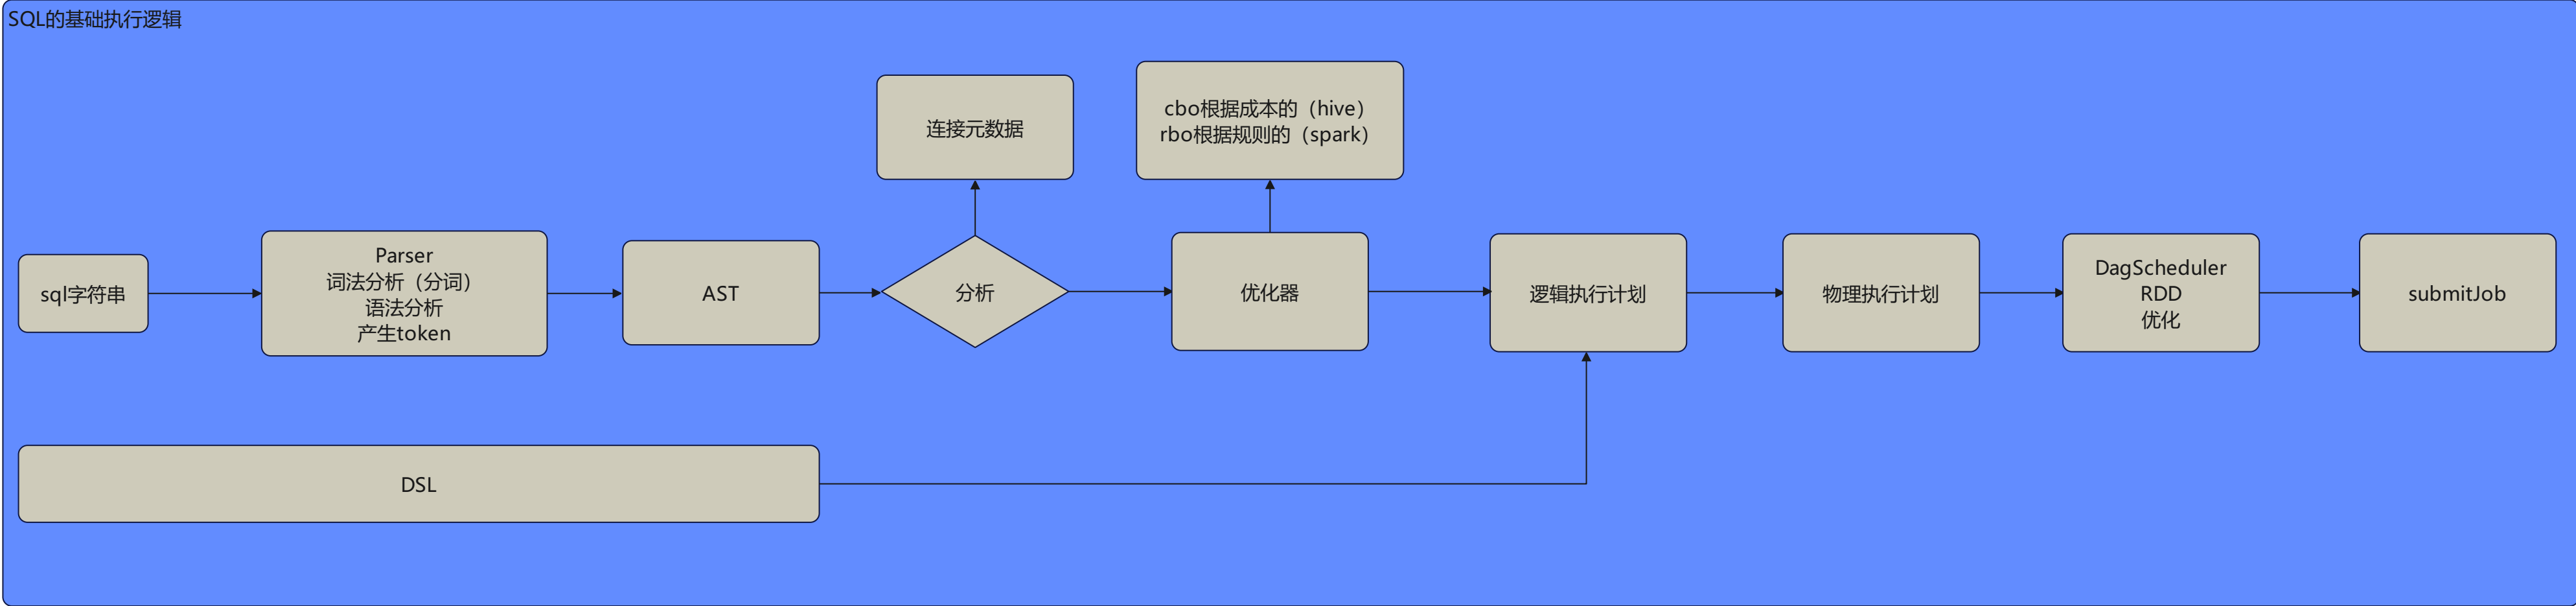 SQL的基础执行逻辑
连接元数据
cbo根据成本的（hive）
rbo根据规则的（spark）
sql字符串
Parser
词法分析（分词）
语法分析
产生token
AST
分析
优化器
逻辑执行计划
物理执行计划
DagScheduler
RDD
优化
submitJob
DSL